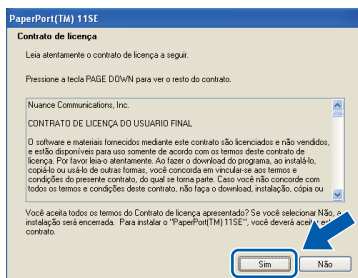 PaperPort(TM) 11SE
Contrato de licença
Leia atentamente o contrato de licença a seguir.
Pressione a tecla PAGE DOWN para ver o resto do contrato.
Nuance Communications, Inc.
CONTRATO DE LICENÇA DO USUARIO FINAL
O software e materiais fornecidos mediante este contrato são licenciados e não vendidos,
e estão disponíveis para uso somente de acordo com os termos deste contrato de
licença. Por favor leia-o atentamente. Ao fazer o download do programa, ao instalá-lo,
copiá-lo ou usá-lo de outras formas, você concorda em vincular-se aos termos e
condições do presente contrato, do qual se torna parte. Caso você não concorde com
todos os termos e condições deste contrato, não faça o download, instalação, cópia ou
Você aceita todos os termos do Contrato de licença apresentado? Se você selecionar Não, a
instalação será encerrada. Para instalar o "PaperPort(TM) 11SE", você deverá aceitar
contrato.
Sim
Não